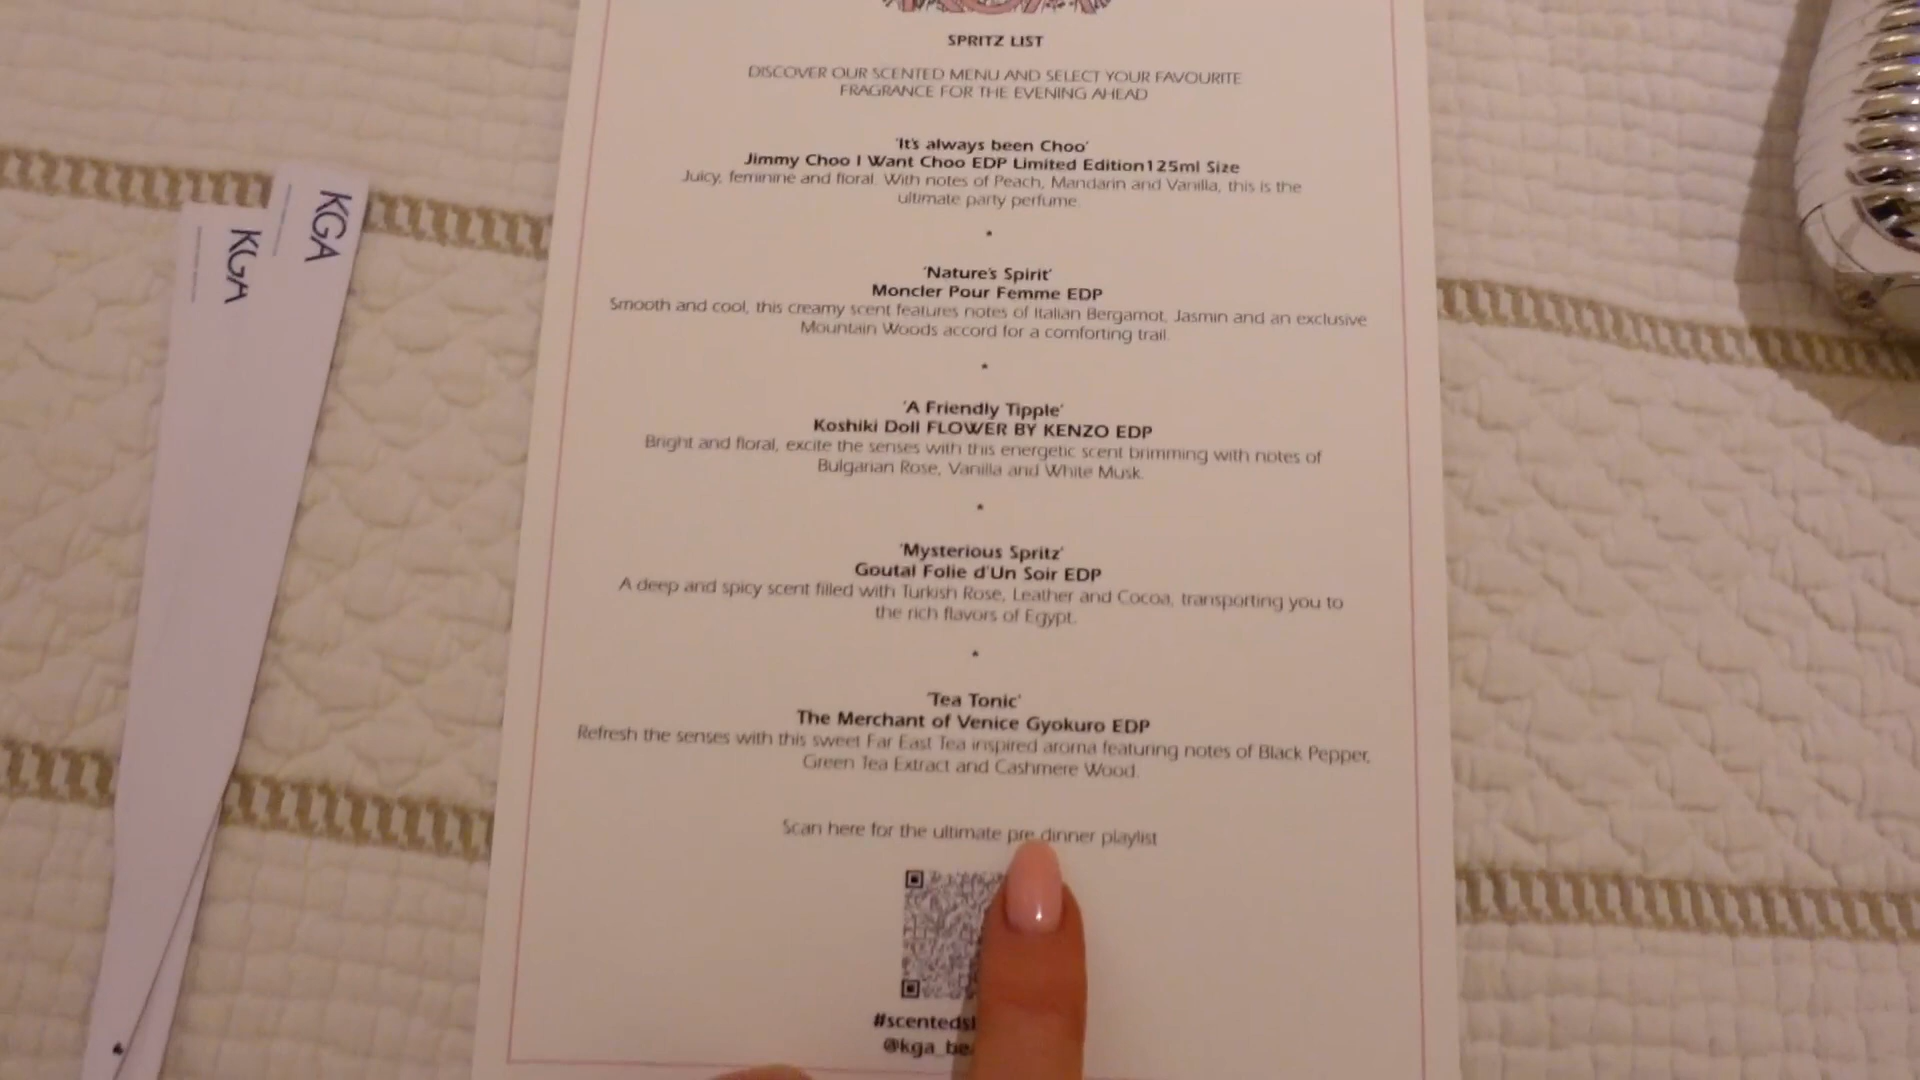 SPRITZ LIST
DISCOVER OUR SCENTED MENU AND SELECT YOUR FAVOURITE
FRAGRANCE FOR THE EVENING AHEAD
'It's always been Choo'
Jimmy Choo I Want Choo EDP Limited Edition125ml Size
Juicy, feminine and floral. With notes of Peach, Mandarin and Vanilla, this is the
ultimate party perfume.
'Nature's Spirit'
Moncler Pour Femme EDP
Smooth and cool, this creamy scent features notes of Italian Bergamot, Jasmin and an exclusive
Mountain Woods accord for a comforting trail.
'A Friendly Tipple'
Koshiki Doll FLOWER BY KENZO EDP
Bright and floral, excite the senses with this energetic scent brimming with notes of
Bulgarian Rose, Vanilla and White Musk.
'Mysterious Spritz'
Goutal Folie d'Un Soir EDP
A deep and spicy scent filled with Turkish Rose, Leather and Cocoa, transporting you to
the rich flavors of Egypt.
'Tea Tonic'
The Merchant of Venice Gyokuro EDP
Refresh the senses with this sweet Far East Tea inspired aroma featuring notes of Black Pepper,
Green Tea Extract and Cashmere Wood.
Scan here for the ultimate pre dinner playlist
KGA
KGA